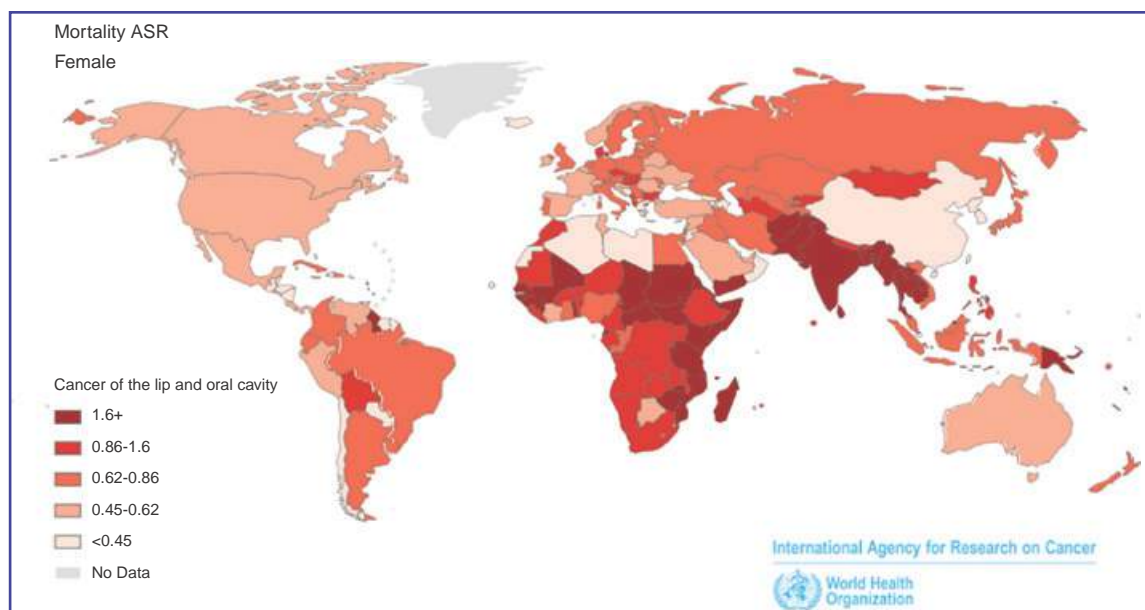 Mortality ASR
Female
Cancer of the lip and oral cavity
1.6+
0.86-1.6
0.62-0.86
0.45-0.62
<0.45
No Data
International Agency for Research on Cancer
World Health
Organization